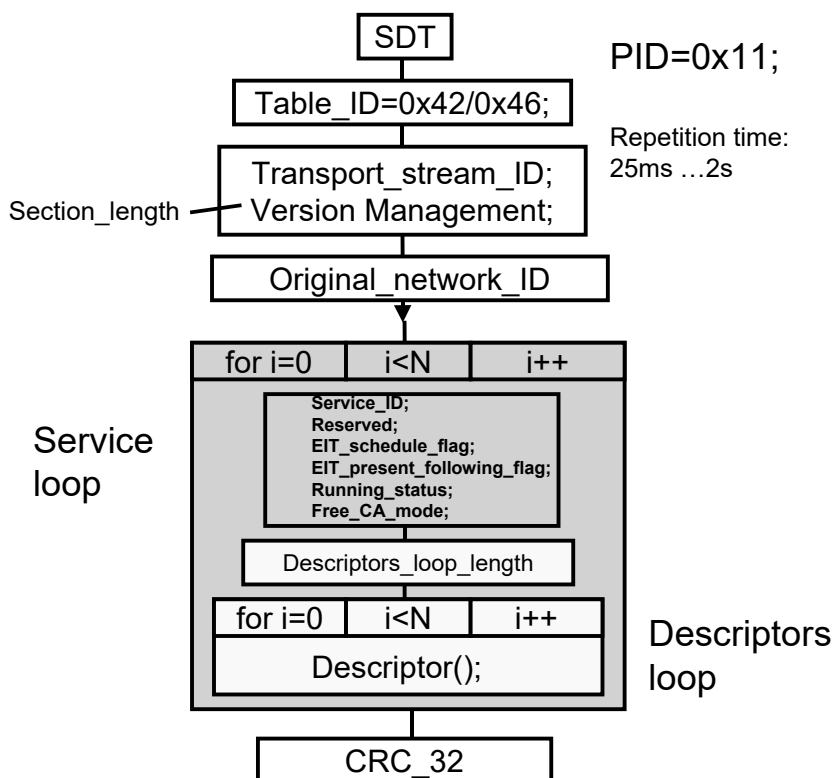 SDT
PID=0x11;
Table_ID=0x42/0x46;
Repetition time:
25ms …2s
Transport_stream_ID;
Version Management;
Section_length
Original_network_ID
for i=0 i<N i++
Service
loop
Service_ID;
Reserved;
EIT_schedule_flag;
EIT_present_following_flag;
Running_status;
Free_CA_mode;
Descriptors_loop_length
for i=0 i<N i++
Descriptor();
Descriptors
loop
CRC_32